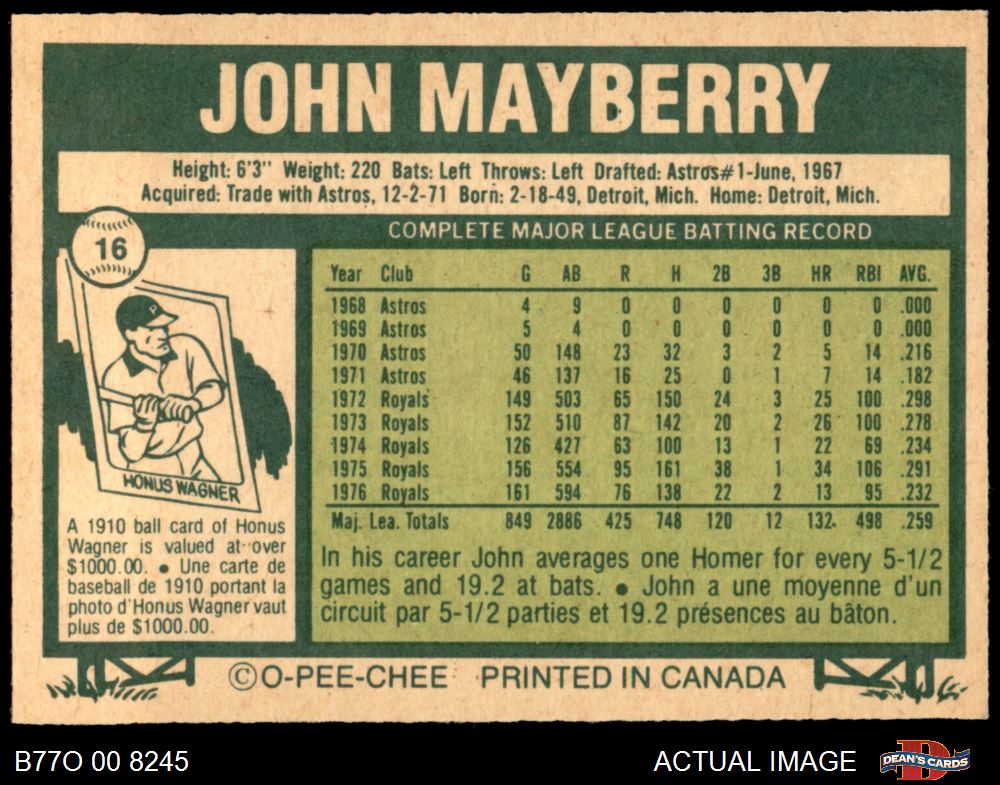 JOHN MAYBERRY
Height: 6'3" Weight: 220 Bats: Left Throws: Left Drafted: Astros#1-June, 1967
Acquired: Trade with Astros, 12-2-71 Born: 2-18-49, Detroit, Mich. Home: Detroit, Mich.
16
COMPLETE MAJOR LEAGUE BATTING RECORD
Year Club G AB R H 2B 3B HR RBI AVG.
1968 Astros 4 9 0 0 0 0 0 0 .000
1969 Astros 5 4 0 0 0 0 0 0 .000
1970 Astros 50 148 23 32 3 2 5 14 .216
1971 Astros 46 137 16 25 0 1 7 14 .182
1972 Royals 149 503 65 150 24 3 25 100 .298
1973 Royals 152 510 87 142 20 2 26 100 .278
1974 Royals 126 427 63 100 13 1 22 69 .234
1975 Royals 156 554 95 161 38 1 34 106 .291
1976 Royals 161 594 76 138 22 2 13 95 .232
Maj. Lea. Totals 849 2886 425 748 120 12 132 498 .259
P
HONUS WAGNER
A 1910 ball card of Honus
Wagner is valued at over
$1000.00. • Une carte de
baseball de 1910 portant la
photo d'Honus Wagner vaut
plus de $1000.00.
In his career John averages one Homer for every 5-1/2
games and 19.2 at bats. • John a une moyenne d'un
circuit par 5-1/2 parties et 19.2 présences au bâton.
© O-PEE-CHEE PRINTED IN CANADA
B77O 00 8245
ACTUAL IMAGE
D
DEAN'S CARDS